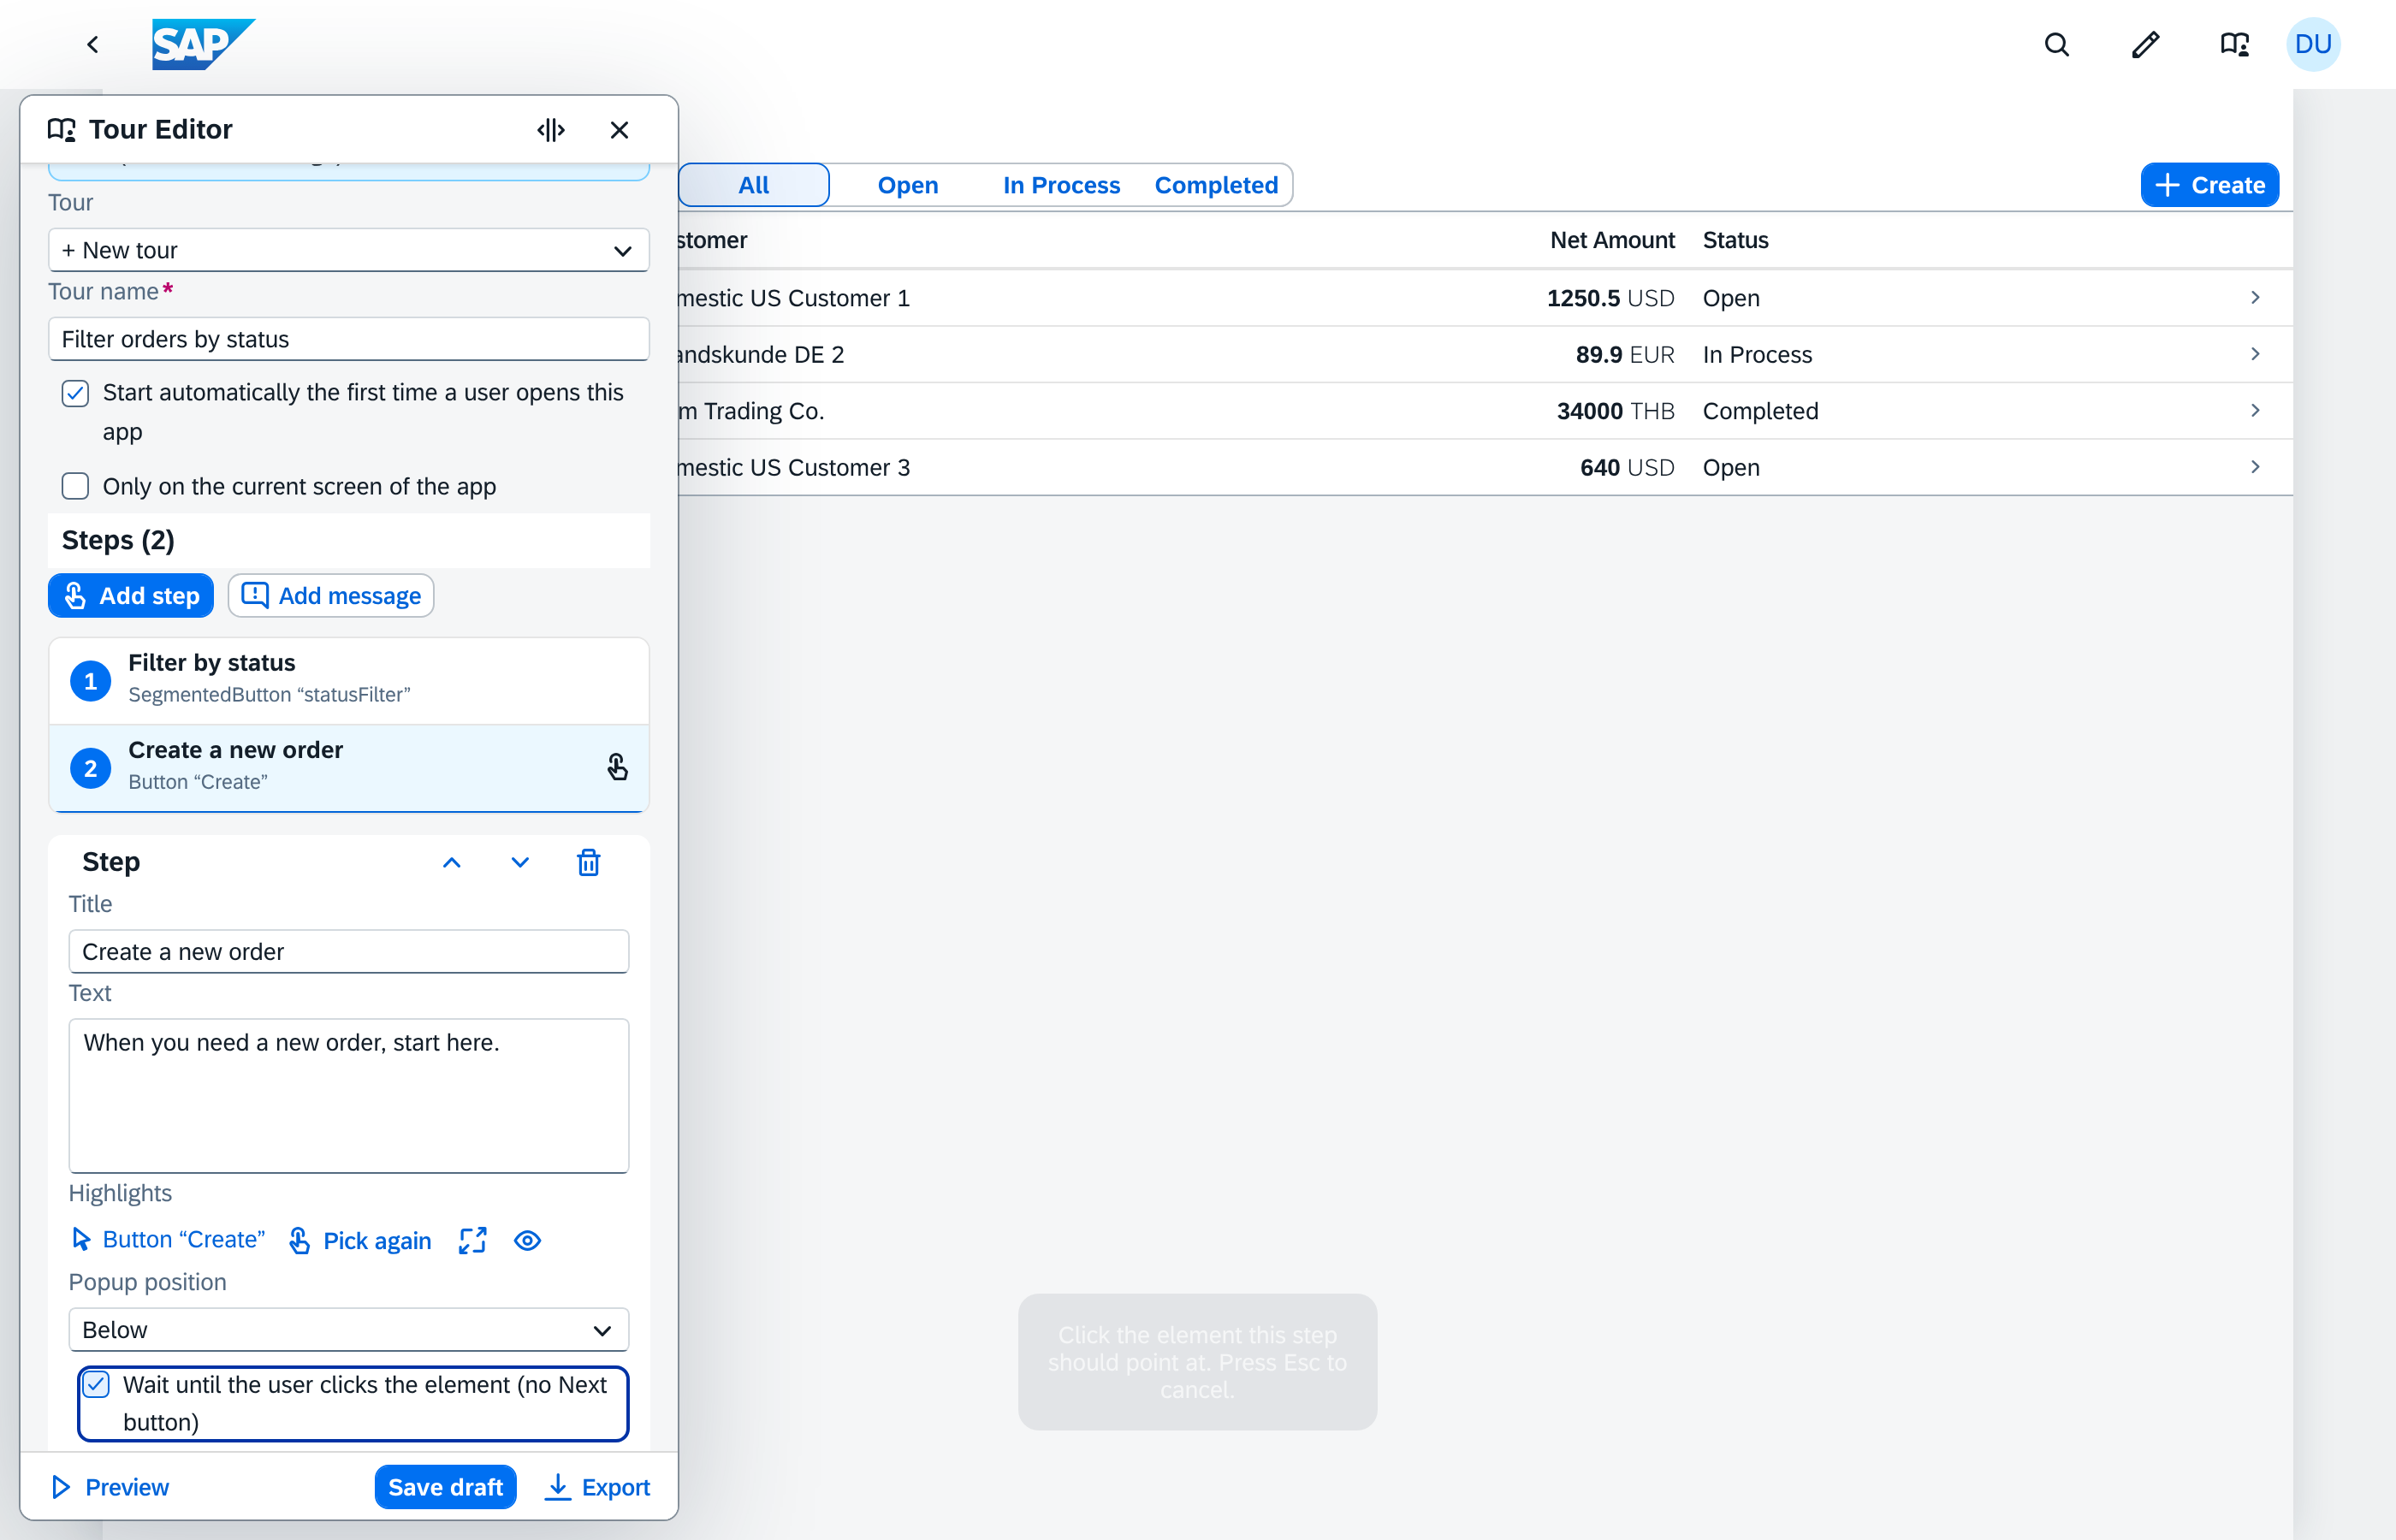 SAP
DU
Tour Editor
Tour
+ New tour
Tour name*
Filter orders by status
Start automatically the first time a user opens this
app
Only on the current screen of the app
Steps (2)
Add step
Add message
1
Filter by status
SegmentedButton “statusFilter”
2
Create a new order
Button “Create”
Step
Title
Create a new order
Text
When you need a new order, start here.
Highlights
Button “Create”
Pick again
Popup position
Below
Wait until the user clicks the element (no Next
button)
Preview
Save draft
Export
All
Open
In Process
Completed
Create
stomer
Net Amount
Status
mestic US Customer 1
1250.5 USD
Open
andskunde DE 2
89.9 EUR
In Process
m Trading Co.
34000 THB
Completed
mestic US Customer 3
640 USD
Open
Click the element this step
should point at. Press Esc to
cancel.